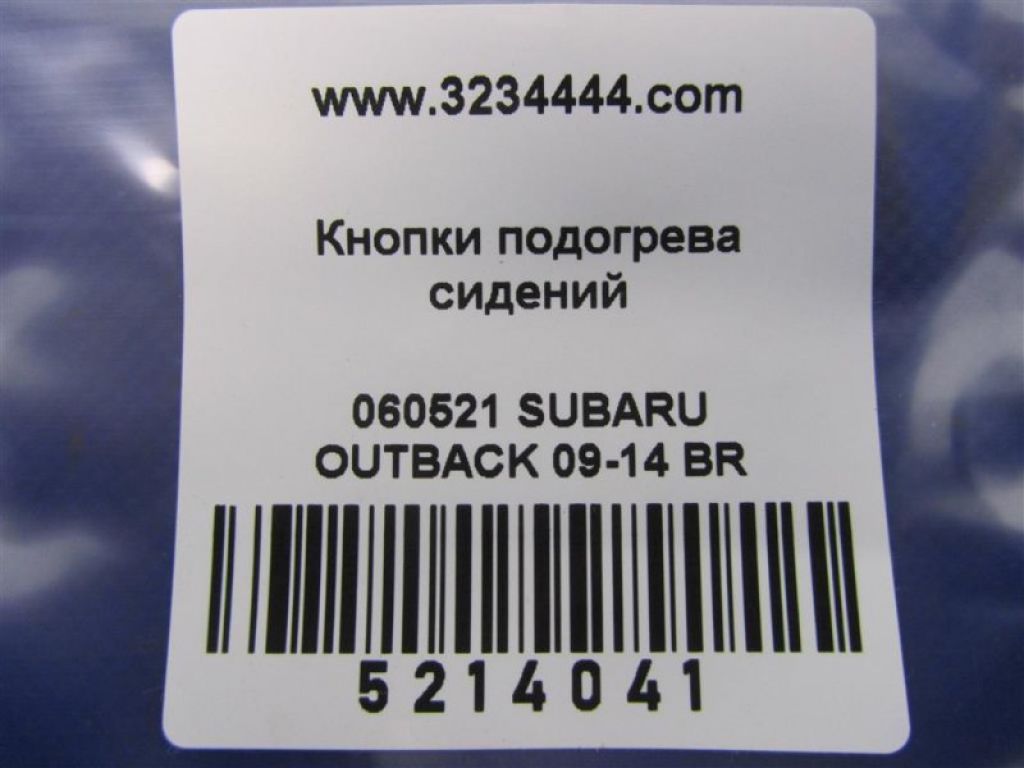 www.3234444.com
Кнопки подогрева
сидений
060521 SUBARU
OUTBACK 09-14 BR
5214041